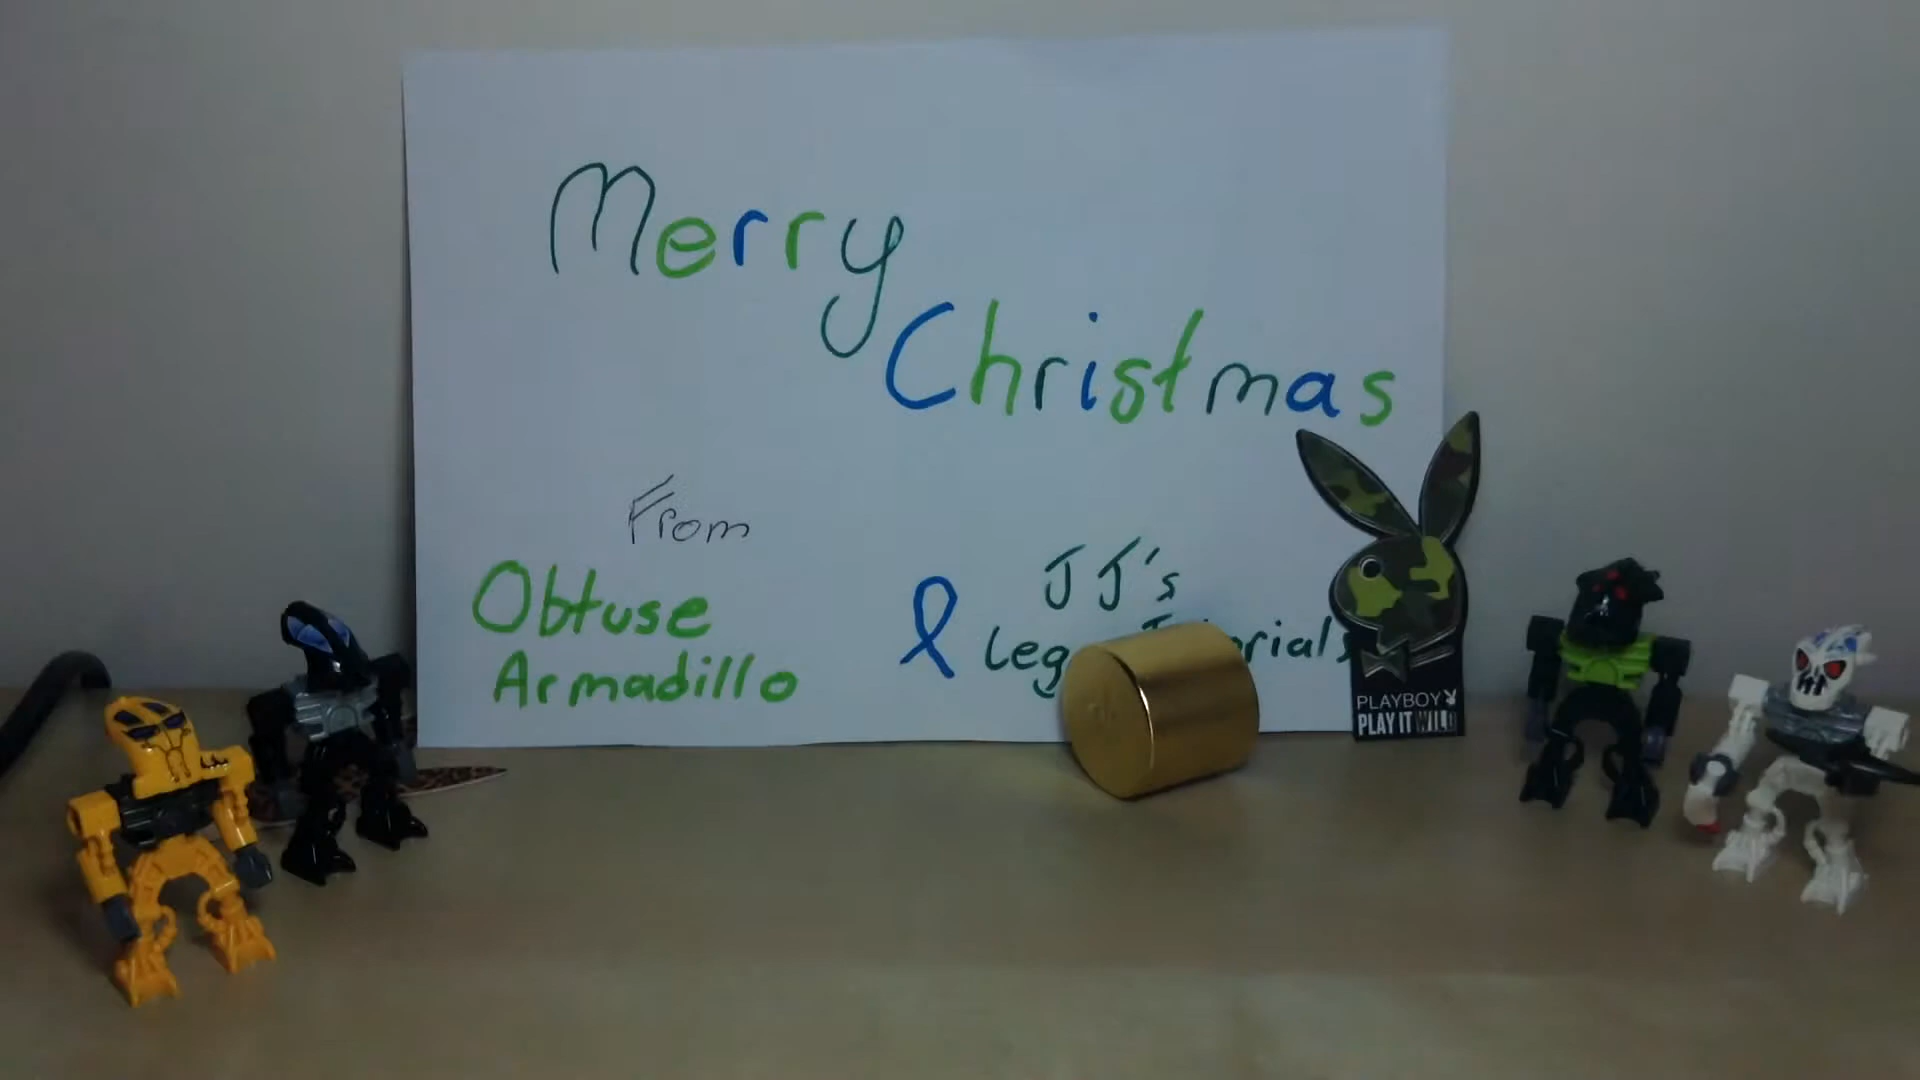 Merry
Christmas
From
Obtuse
Armadillo
&
JJ's
PLAYBOY
PLAY IT WILD